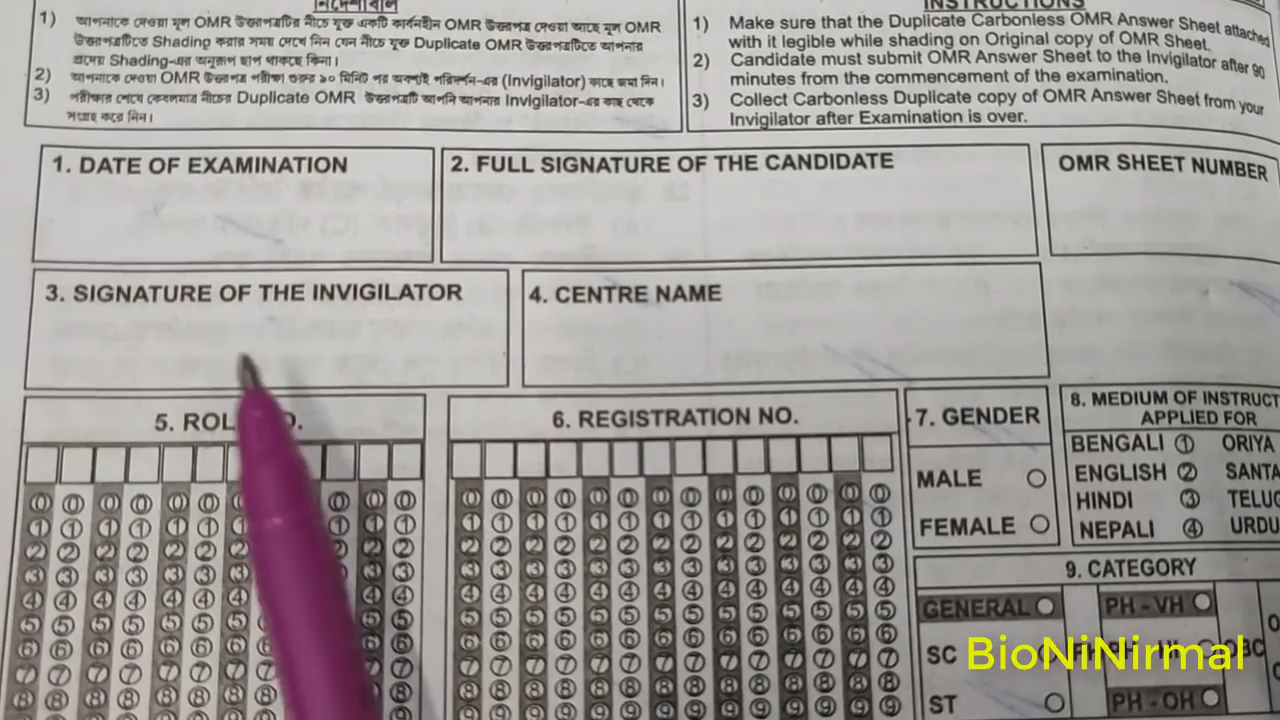 নির্দেশাবলি
1) আপনাকে দেওয়া মূল OMR উত্তরপত্রটির নীচে যুক্ত একটি কার্বনহীন OMR উত্তরপত্র দেওয়া আছে মূল OMR
উত্তরপত্রটিতে Shading করার সময় দেখে নিন যেন নীচে যুক্ত Duplicate OMR উত্তরপত্রটিতে আপনার
প্রদেয় Shading-এর অনুরূপ ছাপ থাকছে কিনা।
2) আপনাকে দেওয়া OMR উত্তরপত্র পরীক্ষা শুরুর ৯০ মিনিট পর অবশ্যই পরিদর্শন-এর (Invigilator) কাছে জমা দিন।
3) পরীক্ষার শেষে কেবলমাত্র নীচের Duplicate OMR উত্তরপত্রটি আপনি আপনার Invigilator-এর কাছ থেকে
সংগ্রহ করে নিন।
INSTRUCTIONS
1) Make sure that the Duplicate Carbonless OMR Answer Sheet attached
with it legible while shading on Original copy of OMR Sheet.
2) Candidate must submit OMR Answer Sheet to the Invigilator after 90
minutes from the commencement of the examination.
3) Collect Carbonless Duplicate copy of OMR Answer Sheet from your
Invigilator after Examination is over.
1. DATE OF EXAMINATION
2. FULL SIGNATURE OF THE CANDIDATE
OMR SHEET NUMBER
3. SIGNATURE OF THE INVIGILATOR
4. CENTRE NAME
5. ROL
6. REGISTRATION NO.
7. GENDER
MALE
FEMALE
8. MEDIUM OF INSTRUCT
APPLIED FOR
BENGALI 1 ORIYA
ENGLISH 2 SANTA
HINDI 3 TELUG
NEPALI 4 URDU
9. CATEGORY
GENERAL PH - VH
SC
ST PH - OH
BioNiNirmal